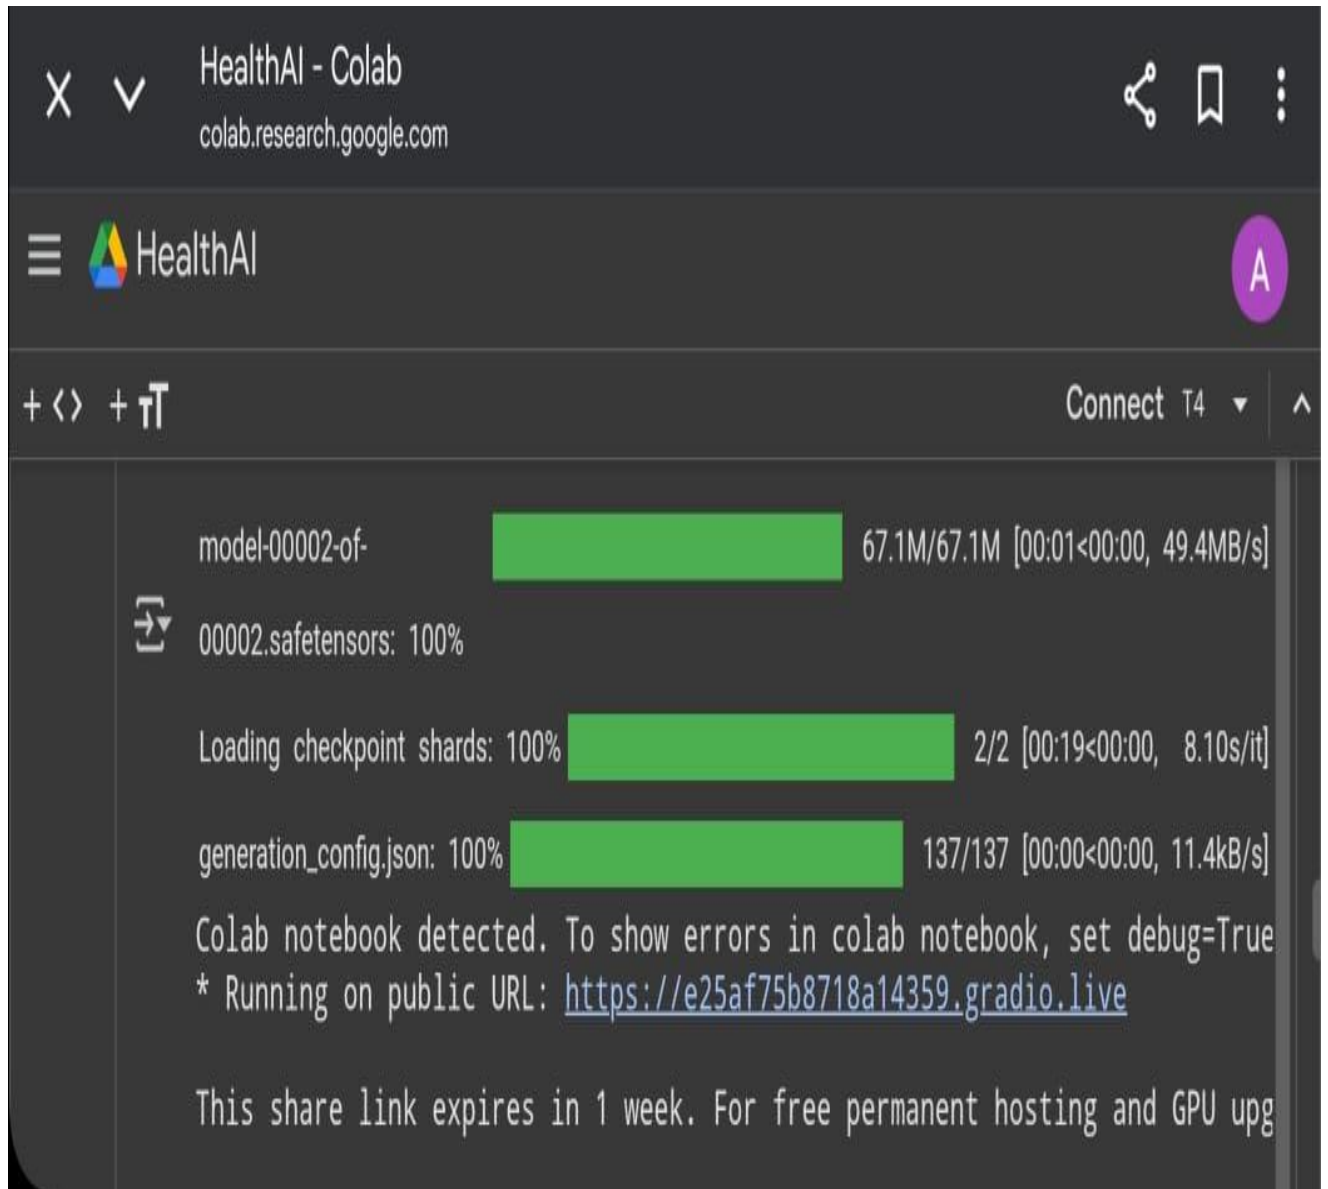 HealthAI - Colab
colab.research.google.com
HealthAI
A
Connect T4
model-00002-of- 67.1M/67.1M [00:01<00:00, 49.4MB/s]
00002.safetensors: 100%
Loading checkpoint shards: 100% 2/2 [00:19<00:00, 8.10s/it]
generation_config.json: 100% 137/137 [00:00<00:00, 11.4kB/s]
Colab notebook detected. To show errors in colab notebook, set debug=True
* Running on public URL: https://e25af75b8718a14359.gradio.live
This share link expires in 1 week. For free permanent hosting and GPU upg